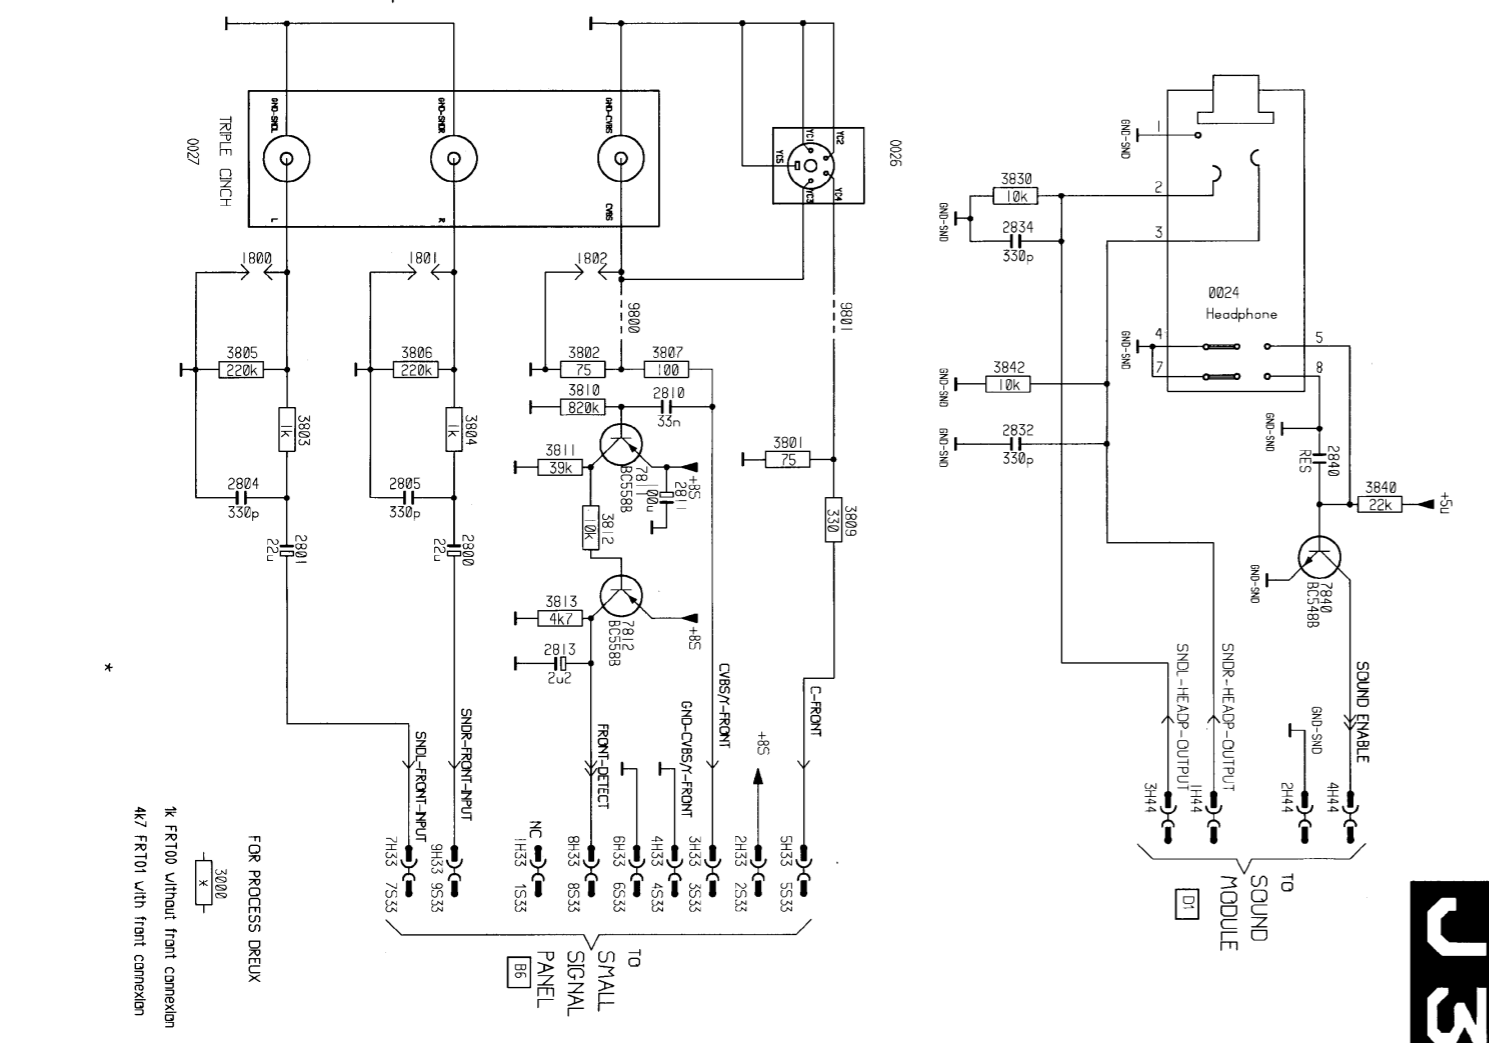 TRIPLE CINCH
0027
GND-SNDL
GND-SNDR
GND-CVBS
L
R
CVBS
YC1
YC2
YC5
YC3
YC4
0026
1800
1801
1802
9800
9801
3805
220k
3806
220k
3802
75
3807
100
3810
820k
2810
33n
3803
1k
3804
1k
3811
39k
7811
BC558B
+8S
2811
100u
3801
75
2804
330p
2805
330p
3812
10k
3809
330
2801
22u
2800
22u
3813
4k7
7812
BC558B
+8S
2813
2u2
SNDL-FRONT-INPUT
SNDR-FRONT-INPUT
FRONT-DETECT
GND-CVBS/Y-FRONT
CVBS/Y-FRONT
+8S
C-FRONT
NC
7H33 7S33
9H33 9S33
1H33 1S33
8H33 8S33
6H33 6S33
4H33 4S33
3H33 3S33
2H33 2S33
5H33 5S33
TO
SMALL
SIGNAL
PANEL
B6
*
3000
*
FOR PROCESS DREUX
1k FRT00 without front connexion
4k7 FRT01 with front connexion
GND-SND
1
2
3
3830
10k
GND-SND
2834
330p
0024
Headphone
GND-SND
4
7
5
8
3842
10k
GND-SND
2832
330p
GND-SND
GND-SND
2840
RES
3840
22k
+5u
GND-SND
7840
BC548B
SNDL-HEADP-OUTPUT
SNDR-HEADP-OUTPUT
GND-SND
SOUND ENABLE
3H44
1H44
2H44
4H44
TO
SOUND
MODULE
D1
J3